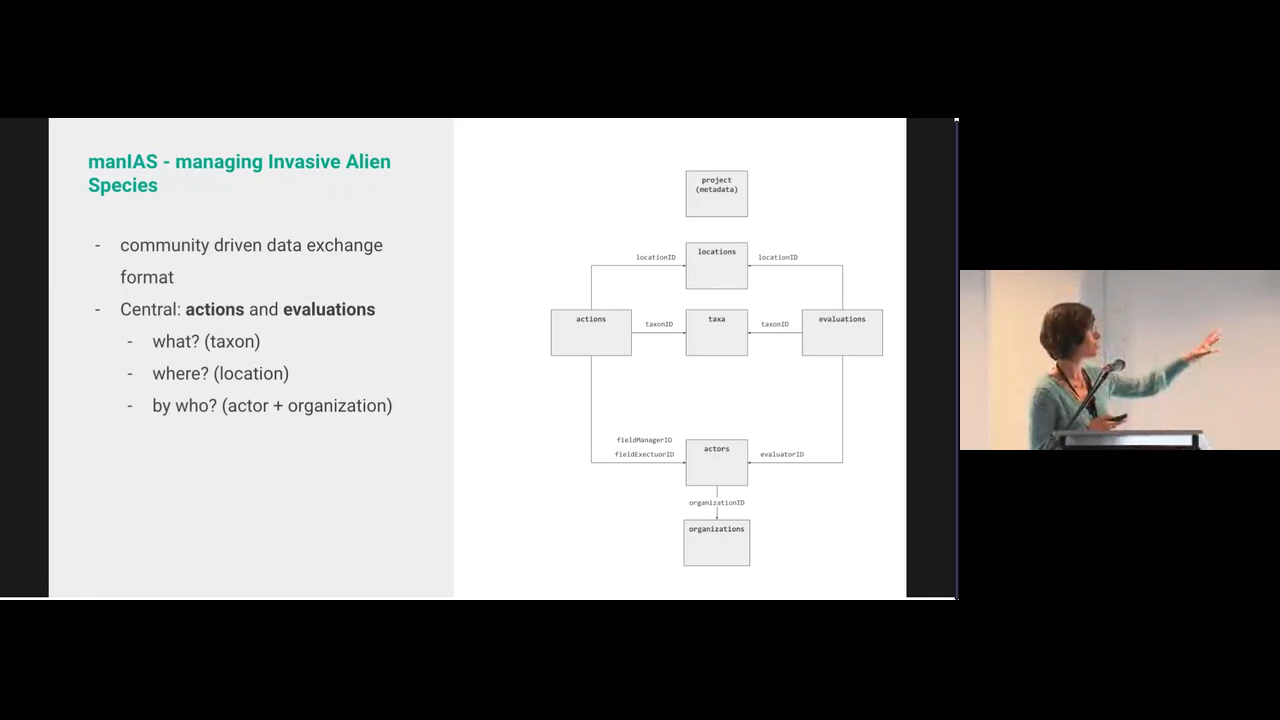 manIAS - managing Invasive Alien
Species
- community driven data exchange
format
- Central: actions and evaluations
- what? (taxon)
- where? (location)
- by who? (actor + organization)
project
(metadata)
locations
locationID
locationID
actions
taxa
evaluations
taxonID
taxonID
fieldManagerID
fieldExectuorID
actors
evaluatorID
organizationID
organizations